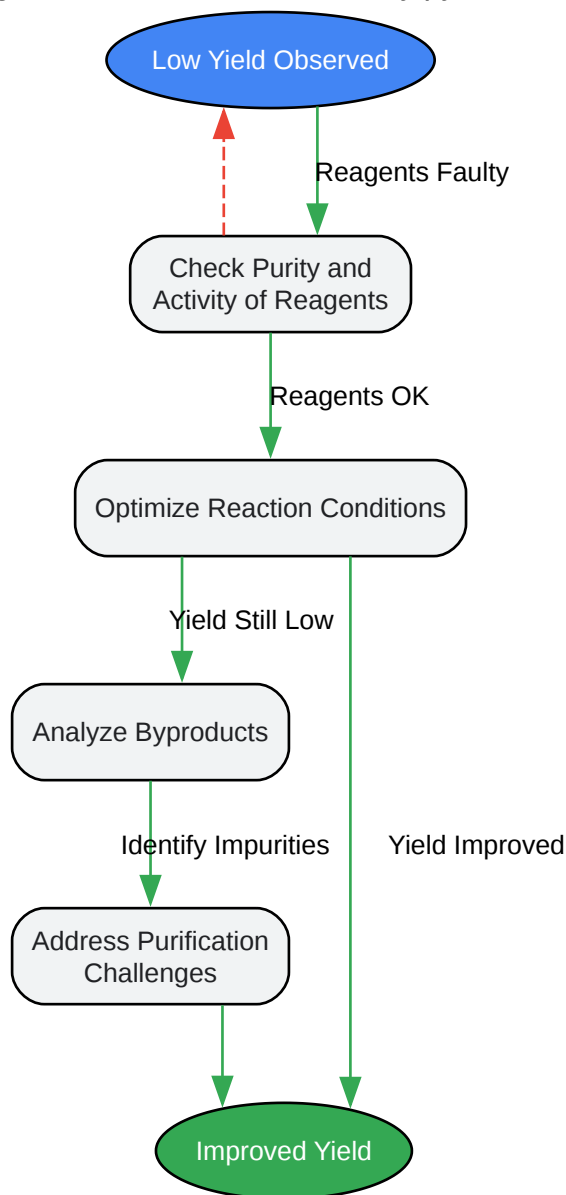 Low Yield Observed
Reagents Faulty
Check Purity and
Activity of Reagents
Reagents OK
Optimize Reaction Conditions
Yield Still Low
Analyze Byproducts
Identify Impurities
Yield Improved
Address Purification
Challenges
Improved Yield